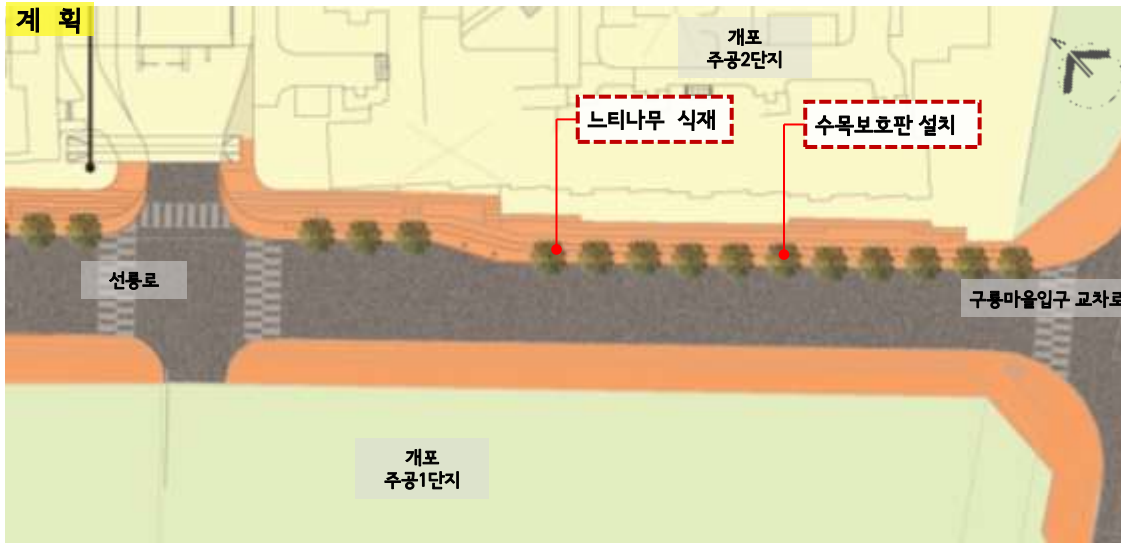 계 획
개포
주공2단지
느티나무 식재
수목보호판 설치
선릉로
구룡마을입구 교차로
개포
주공1단지